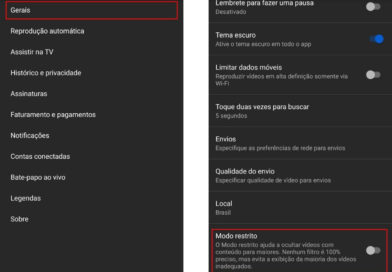 Gerais
Reprodução automática
Assistir na TV
Histórico e privacidade
Assinaturas
Faturamento e pagamentos
Notificações
Contas conectadas
Bate-papo ao vivo
Legendas
Sobre
Lembrete para fazer uma pausa
Desativado
Tema escuro
Ative o tema escuro em todo o app
Limitar dados móveis
Reproduzir vídeos em alta definição somente via
Wi-Fi
Toque duas vezes para buscar
5 segundos
Envios
Especifique as preferências de rede para envios
Qualidade do envio
Especificar qualidade de vídeo para envios
Local
Brasil
Modo restrito
O Modo restrito ajuda a ocultar vídeos com
conteúdo para maiores. Nenhum filtro é 100%
preciso, mas evita a exibição da maioria dos vídeos
inadequados.